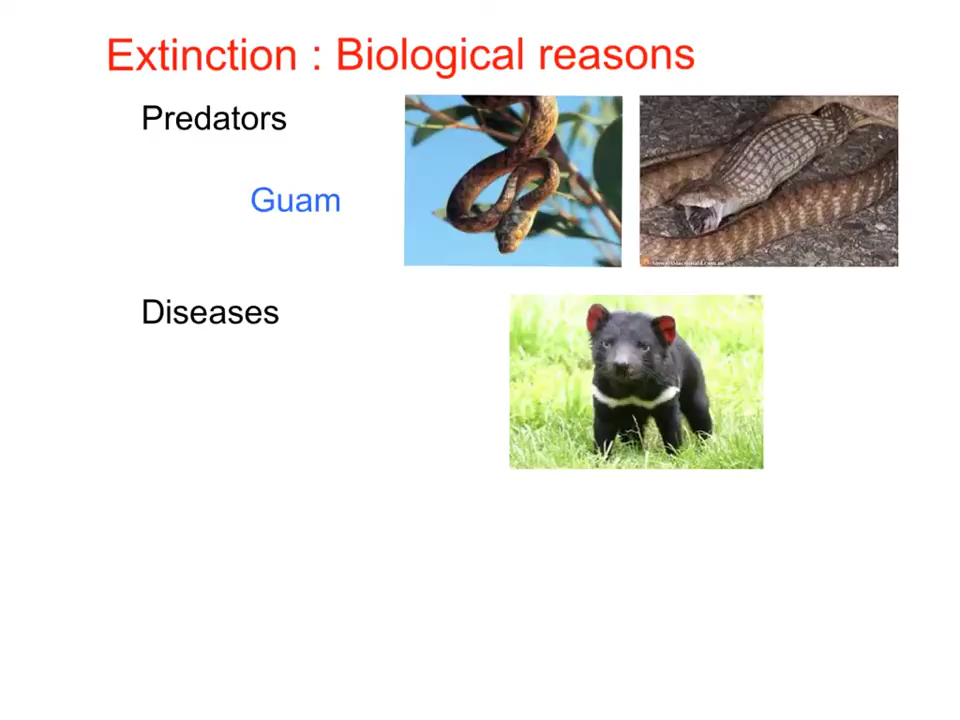 Extinction : Biological reasons
Predators
Guam
Diseases